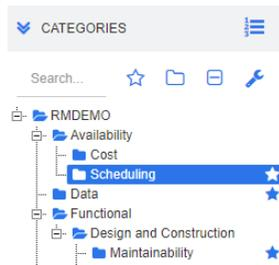 CATEGORIES
Search...
RMDEMO
Availability
Cost
Scheduling
Data
Functional
Design and Construction
Maintainability